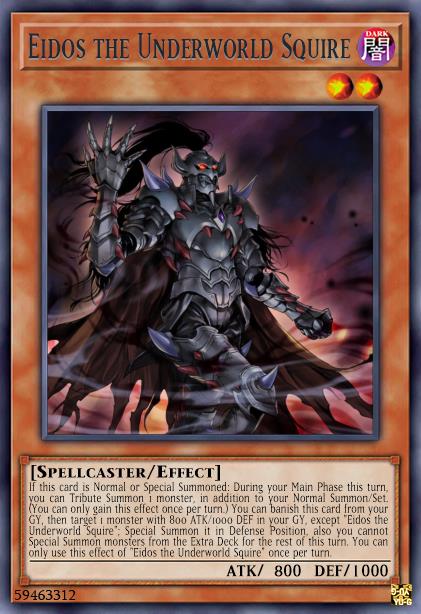 EIDOS THE UNDERWORLD SQUIRE
DARK
闇
[SPELLCASTER/EFFECT]
If this card is Normal or Special Summoned: During your Main Phase this turn,
you can Tribute Summon 1 monster, in addition to your Normal Summon/Set.
(You can only gain this effect once per turn.) You can banish this card from your
GY, then target 1 monster with 800 ATK/1000 DEF in your GY, except "Eidos the
Underworld Squire"; Special Summon it in Defense Position, also you cannot
Special Summon monsters from the Extra Deck for the rest of this turn. You can
only use this effect of "Eidos the Underworld Squire" once per turn.
ATK/ 800 DEF/1000
59463312